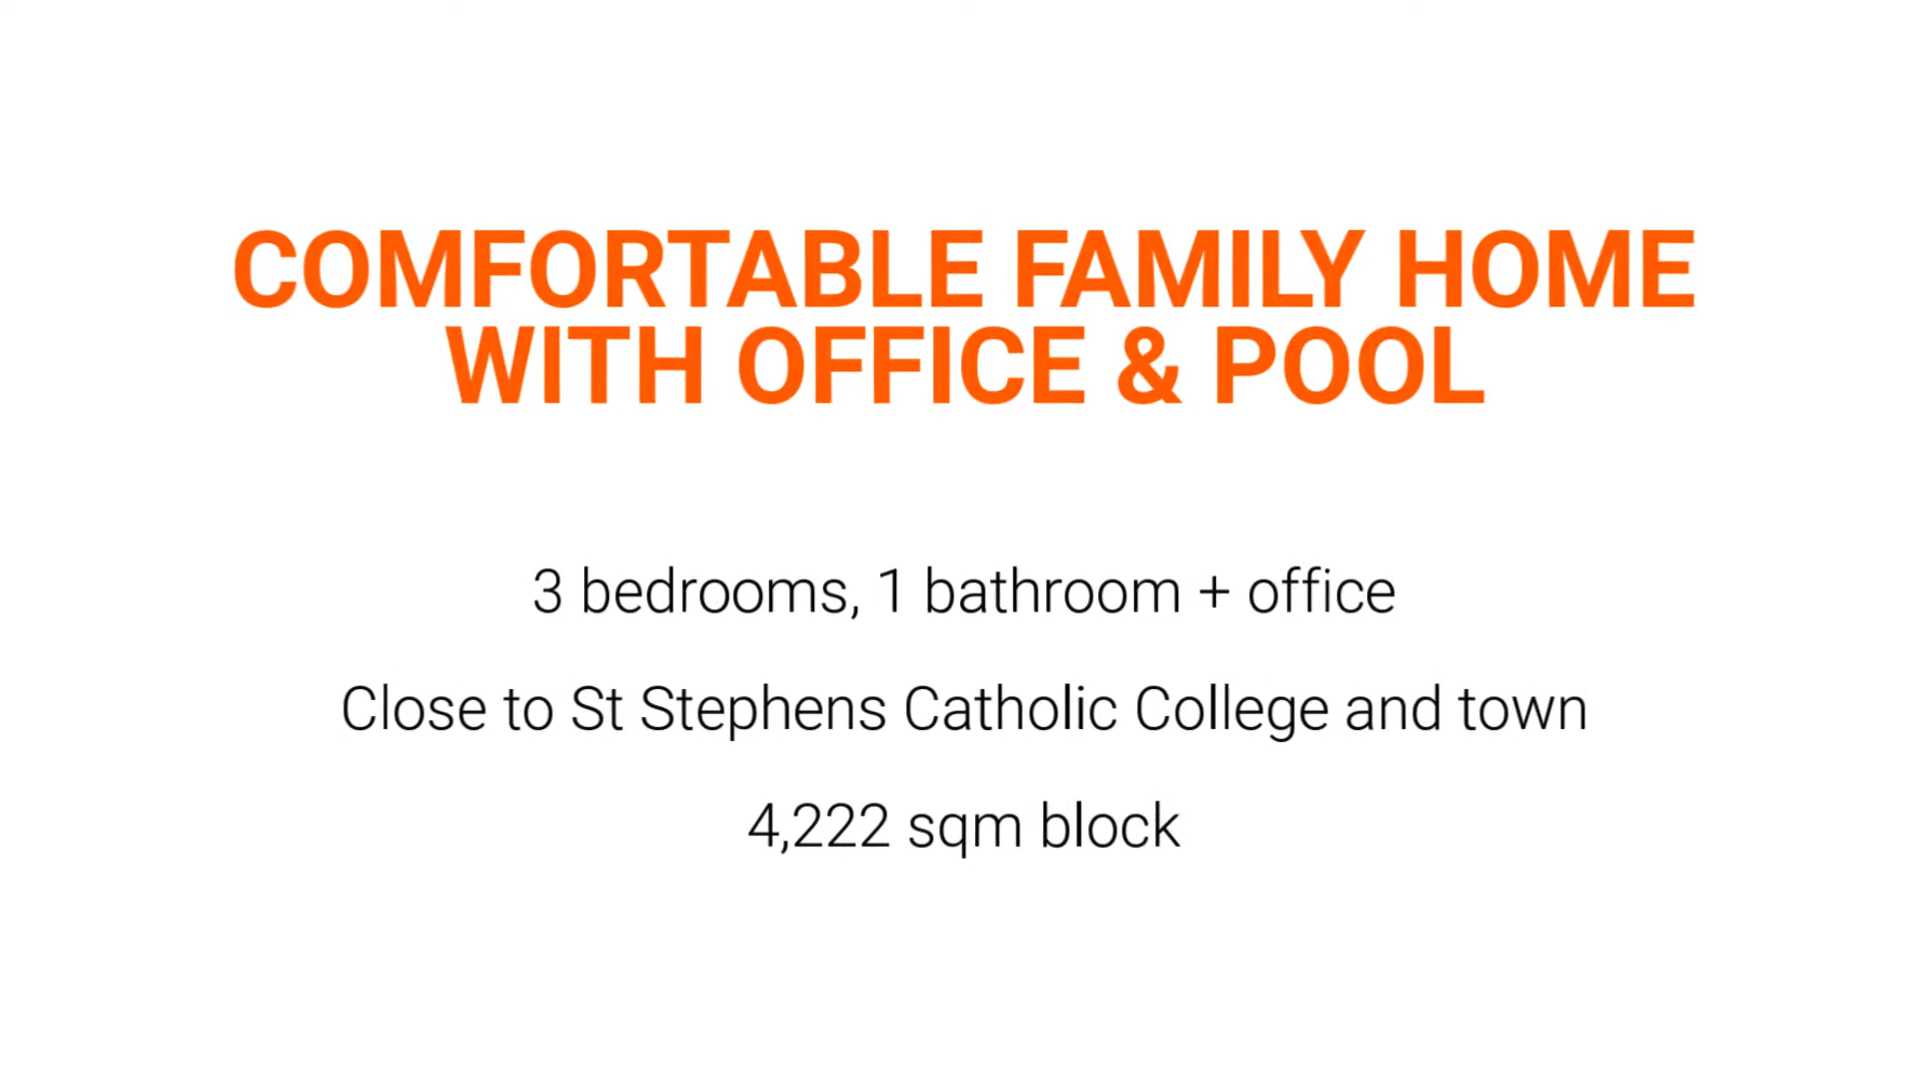 COMFORTABLE FAMILY HOME
WITH OFFICE & POOL
3 bedrooms, 1 bathroom + office
Close to St Stephens Catholic College and town
4,222 sqm block